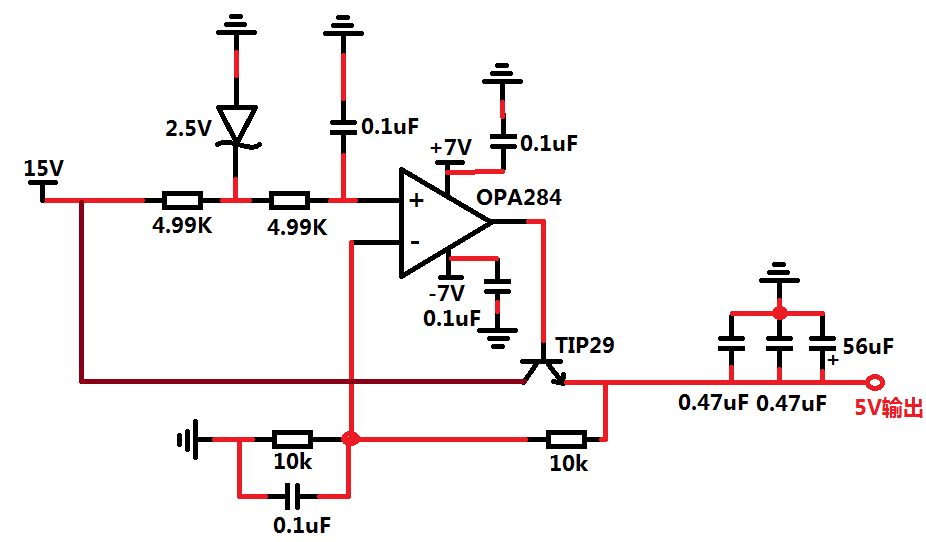 2.5V
0.1uF
+7V
0.1uF
15V
OPA284
4.99K
4.99K
+
-
-7V
0.1uF
TIP29
56uF
+
0.47uF
0.47uF
5V输出
10k
10k
0.1uF